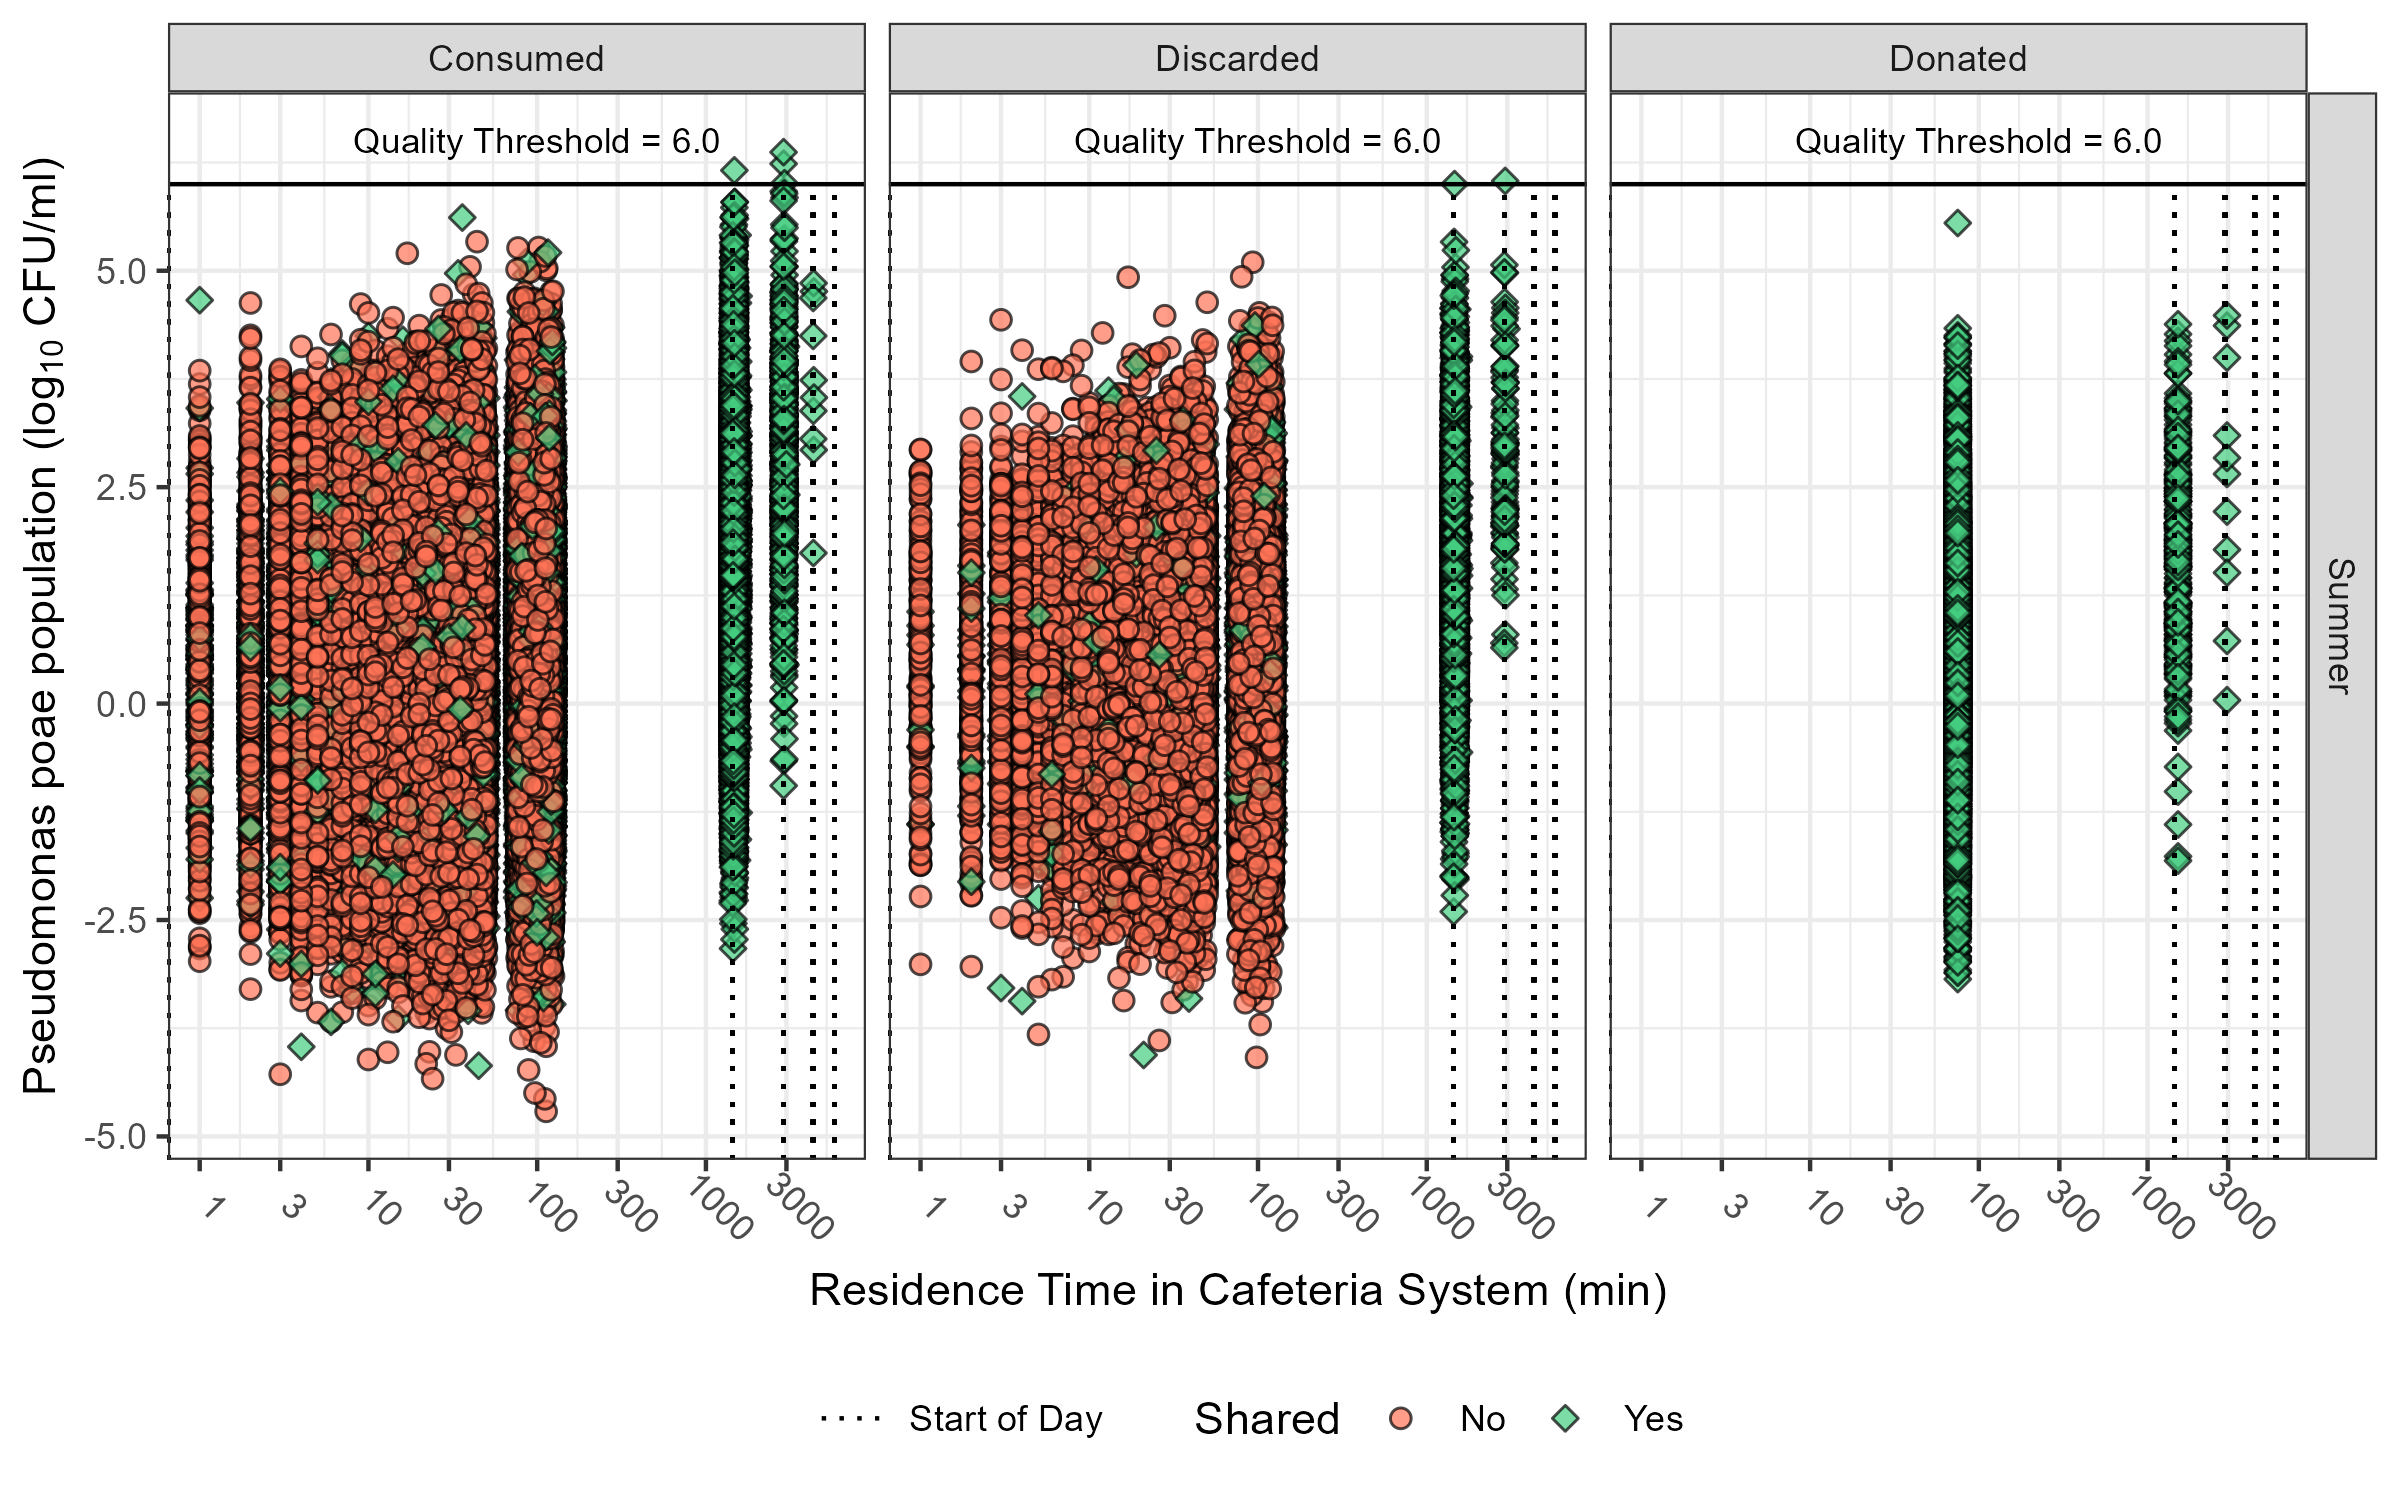 Consumed
Discarded
Donated
Quality Threshold = 6.0
Quality Threshold = 6.0
Quality Threshold = 6.0
Summer
Pseudomonas poae population (log₁₀ CFU/ml)
5.0
2.5
0.0
-2.5
-5.0
1 3 10 30 100 300 1000 3000
1 3 10 30 100 300 1000 3000
1 3 10 30 100 300 1000 3000
Residence Time in Cafeteria System (min)
Start of Day Shared No Yes